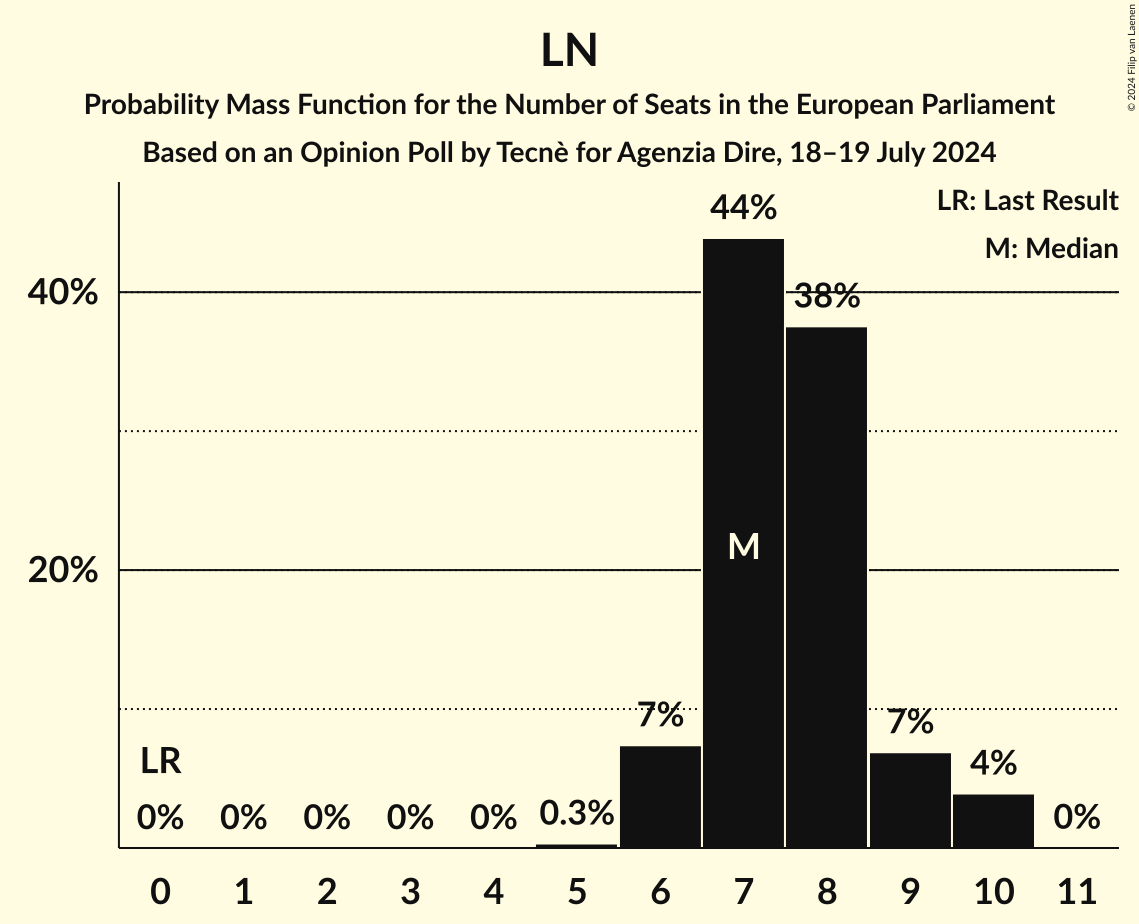 LN
Probability Mass Function for the Number of Seats in the European Parliament
Based on an Opinion Poll by Tecnè for Agenzia Dire, 18–19 July 2024
© 2024 Filip van Laenen
LR: Last Result
M: Median
44%
40%
38%
M
20%
7%
7%
LR
4%
0% 0% 0% 0% 0% 0.3% 0%
0 1 2 3 4 5 6 7 8 9 10 11